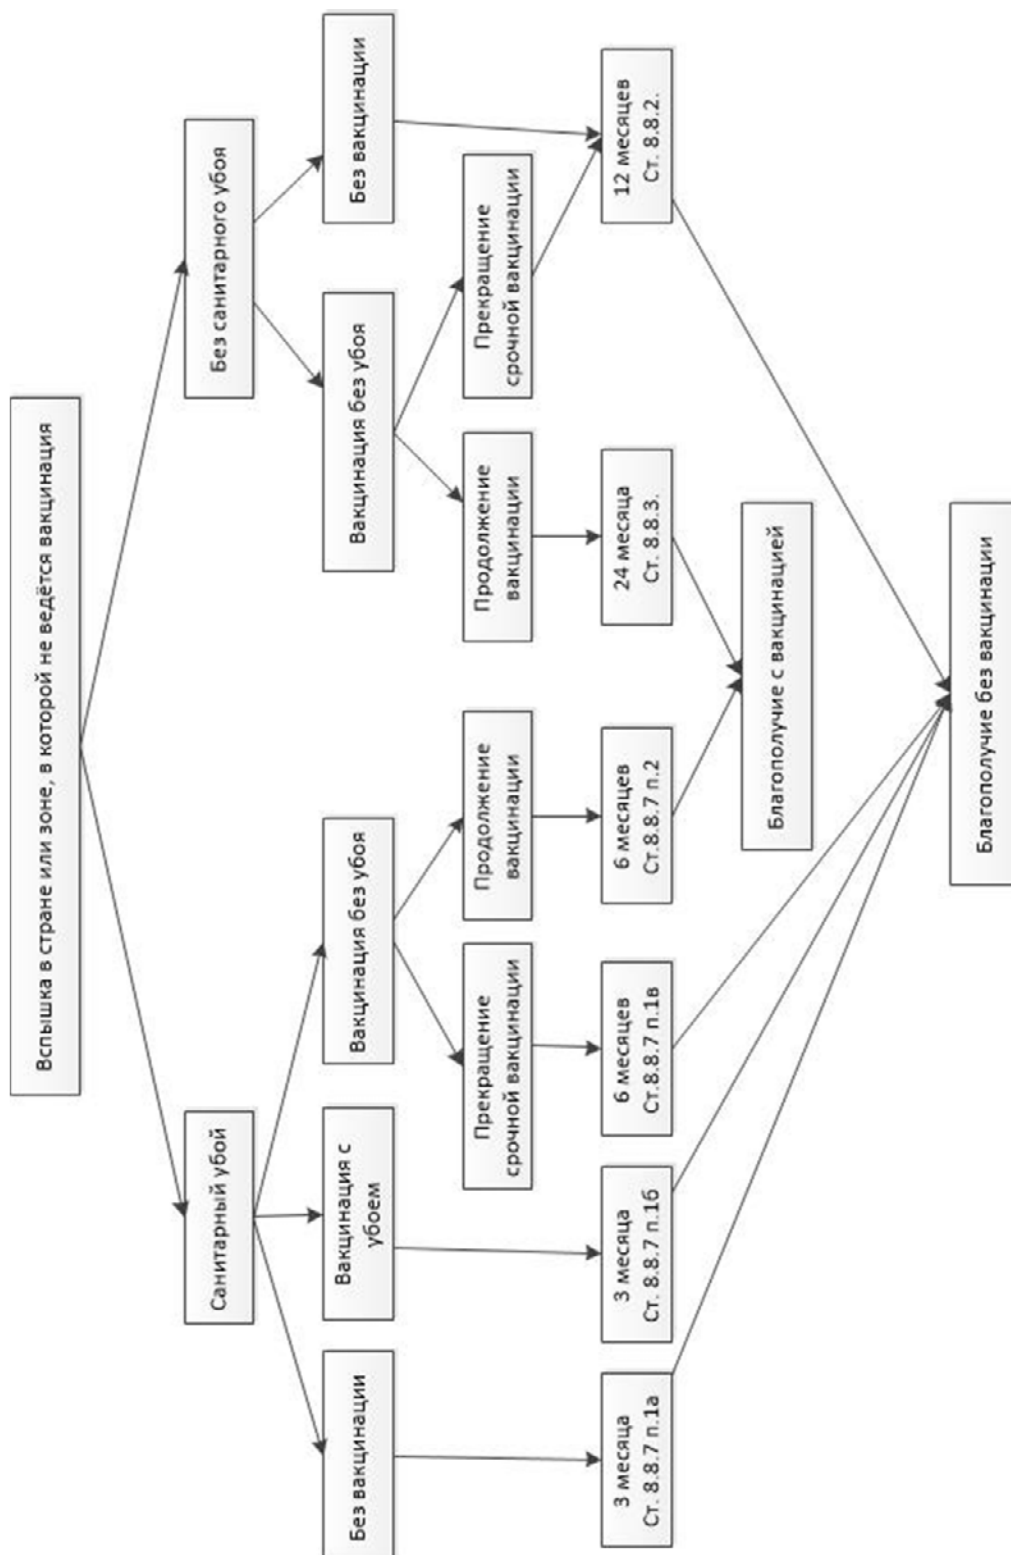 Вспышка в стране или зоне, в которой не ведётся вакцинация
Санитарный убой
Без санитарного убоя
Без вакцинации
Вакцинация с
убоем
Вакцинация без убоя
Вакцинация без убоя
Без вакцинации
Прекращение
срочной вакцинации
Продолжение
вакцинации
Продолжение
вакцинации
Прекращение
срочной вакцинации
3 месяца
Ст. 8.8.7 п.1а
3 месяца
Ст. 8.8.7 п.1б
6 месяцев
Ст.8.8.7 п.1в
6 месяцев
Ст.8.8.7 п.2
24 месяца
Ст. 8.8.3.
12 месяцев
Ст. 8.8.2.
Благополучие с вакцинацией
Благополучие без вакцинации